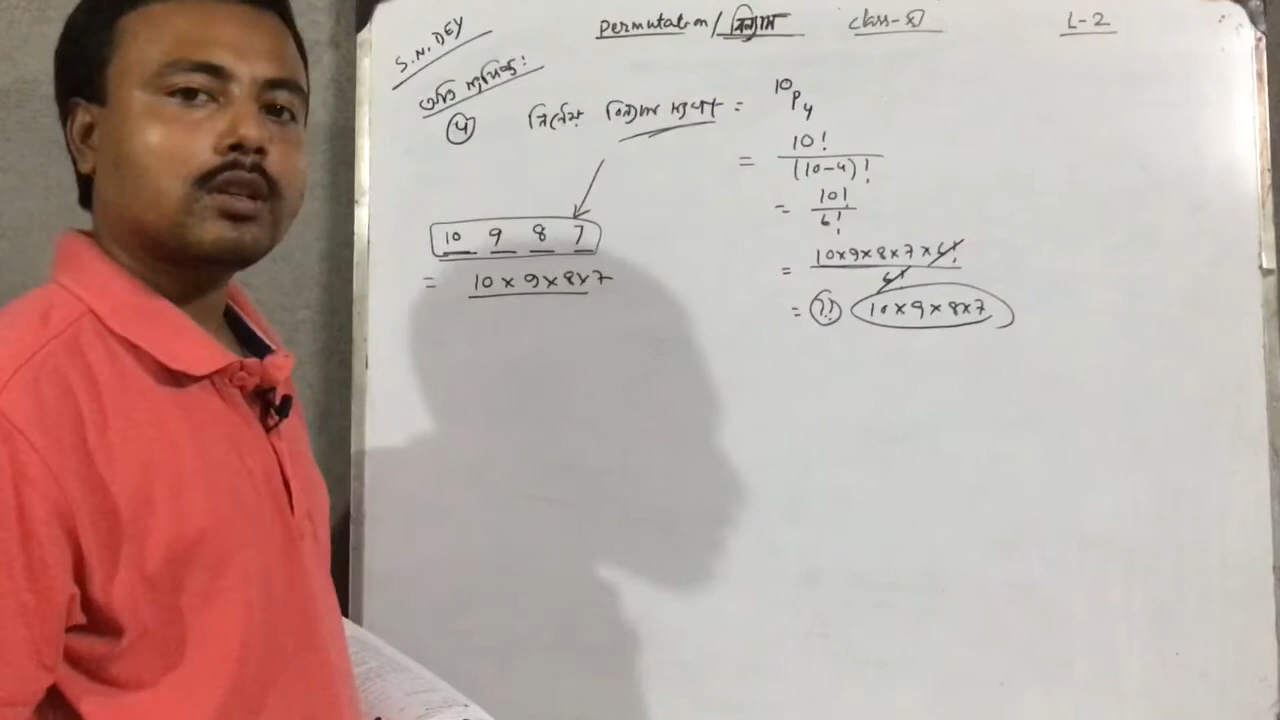 Permutation / বিন্যাস Class-XI L-2
S.N.DEY
অতি সংক্ষিপ্ত:
৫ নির্ণেয় বিন্যাস সংখ্যা = ¹⁰P₄
= 10! / (10-4)!
= 10! / 6!
= 10×9×8×7×6! / 6!
= 10×9×8×7
10 9 8 7
= 10×9×8×7